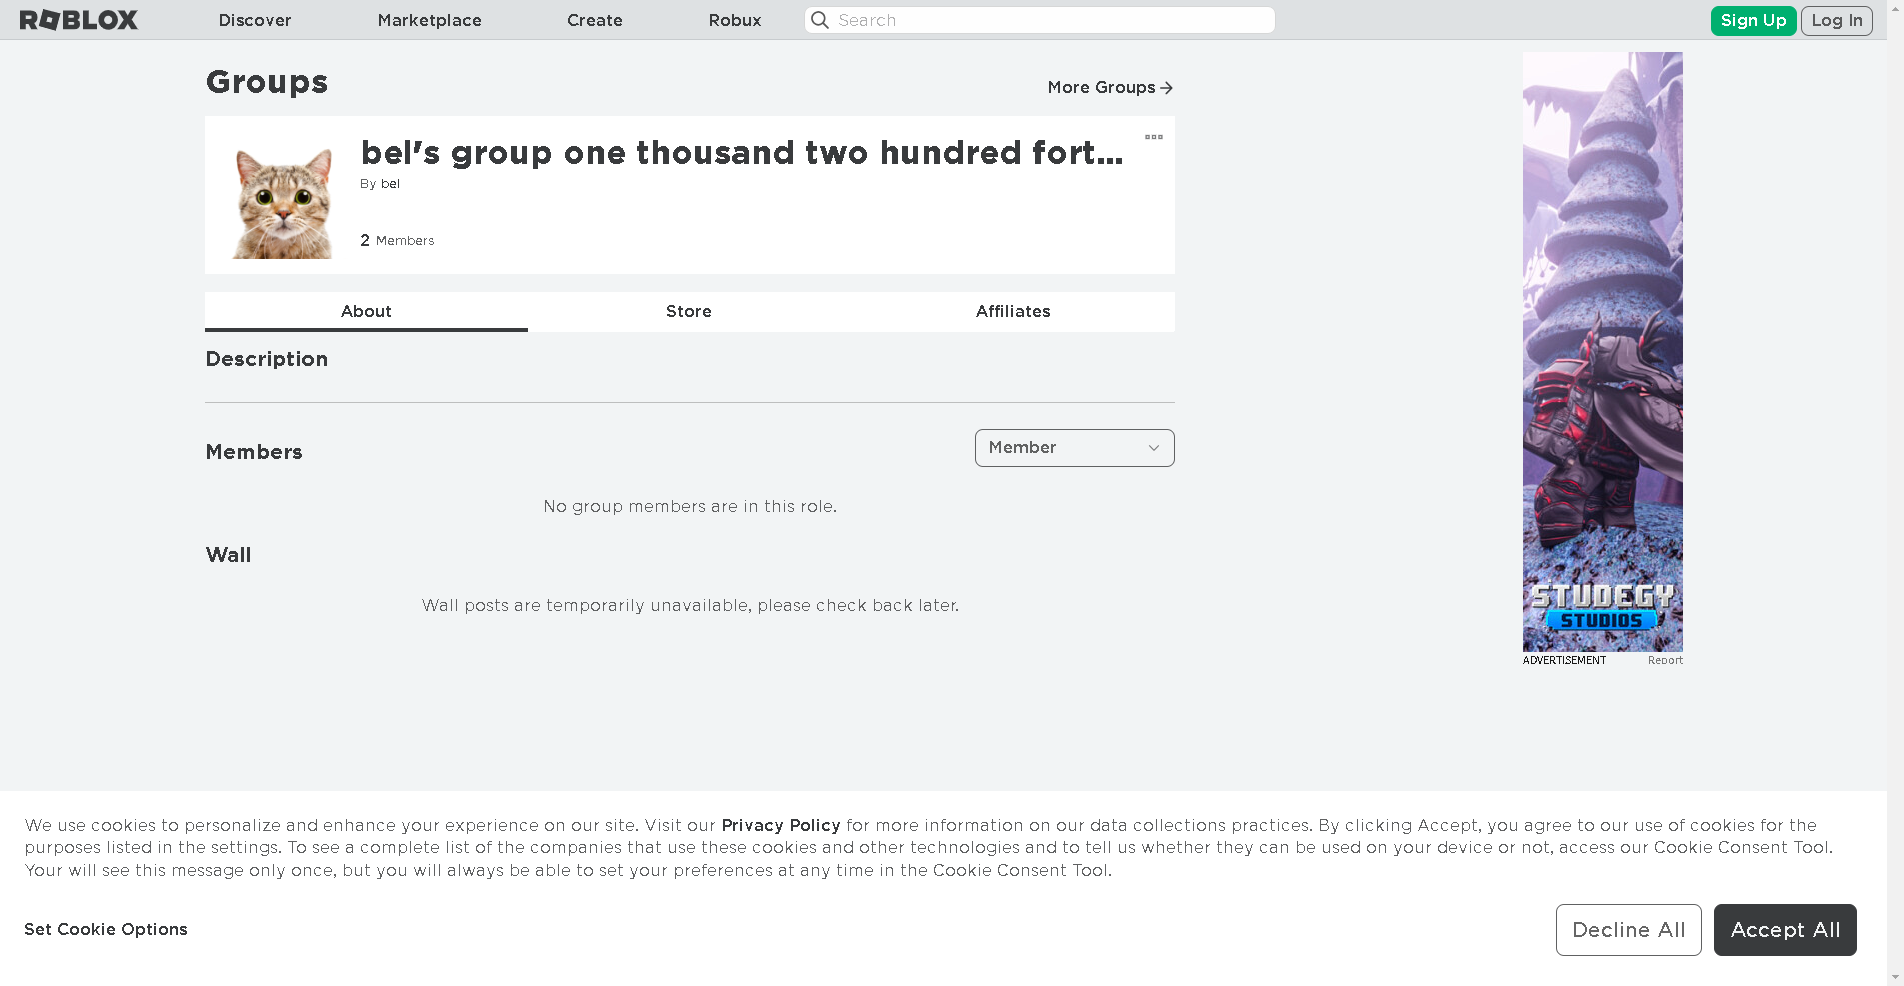 ROBLOX
Discover
Marketplace
Create
Robux
Search
Sign Up
Log In
Groups
More Groups
bel's group one thousand two hundred fort...
By bel
2 Members
About
Store
Affiliates
Description
Members
Member
No group members are in this role.
Wall
Wall posts are temporarily unavailable, please check back later.
STUDEGY
STUDIOS
ADVERTISEMENT
Report
We use cookies to personalize and enhance your experience on our site. Visit our Privacy Policy for more information on our data collections practices. By clicking Accept, you agree to our use of cookies for the
purposes listed in the settings. To see a complete list of the companies that use these cookies and other technologies and to tell us whether they can be used on your device or not, access our Cookie Consent Tool.
Your will see this message only once, but you will always be able to set your preferences at any time in the Cookie Consent Tool.
Set Cookie Options
Decline All
Accept All